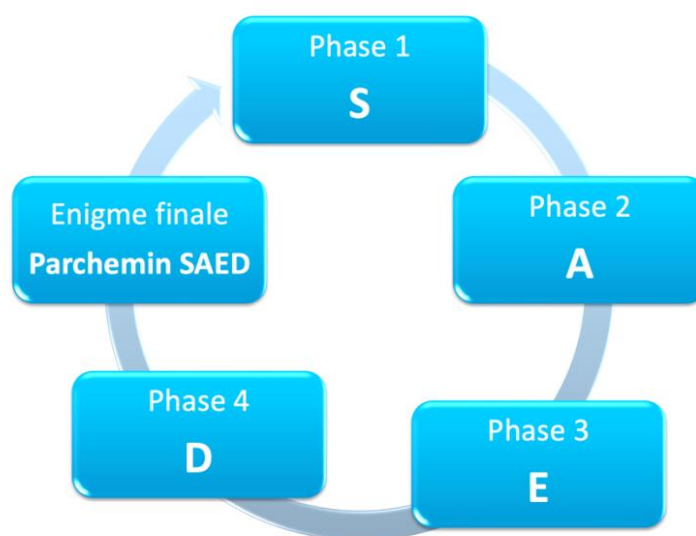 Phase 1
S
Phase 2
A
Phase 3
E
Phase 4
D
Enigme finale
Parchemin SAED